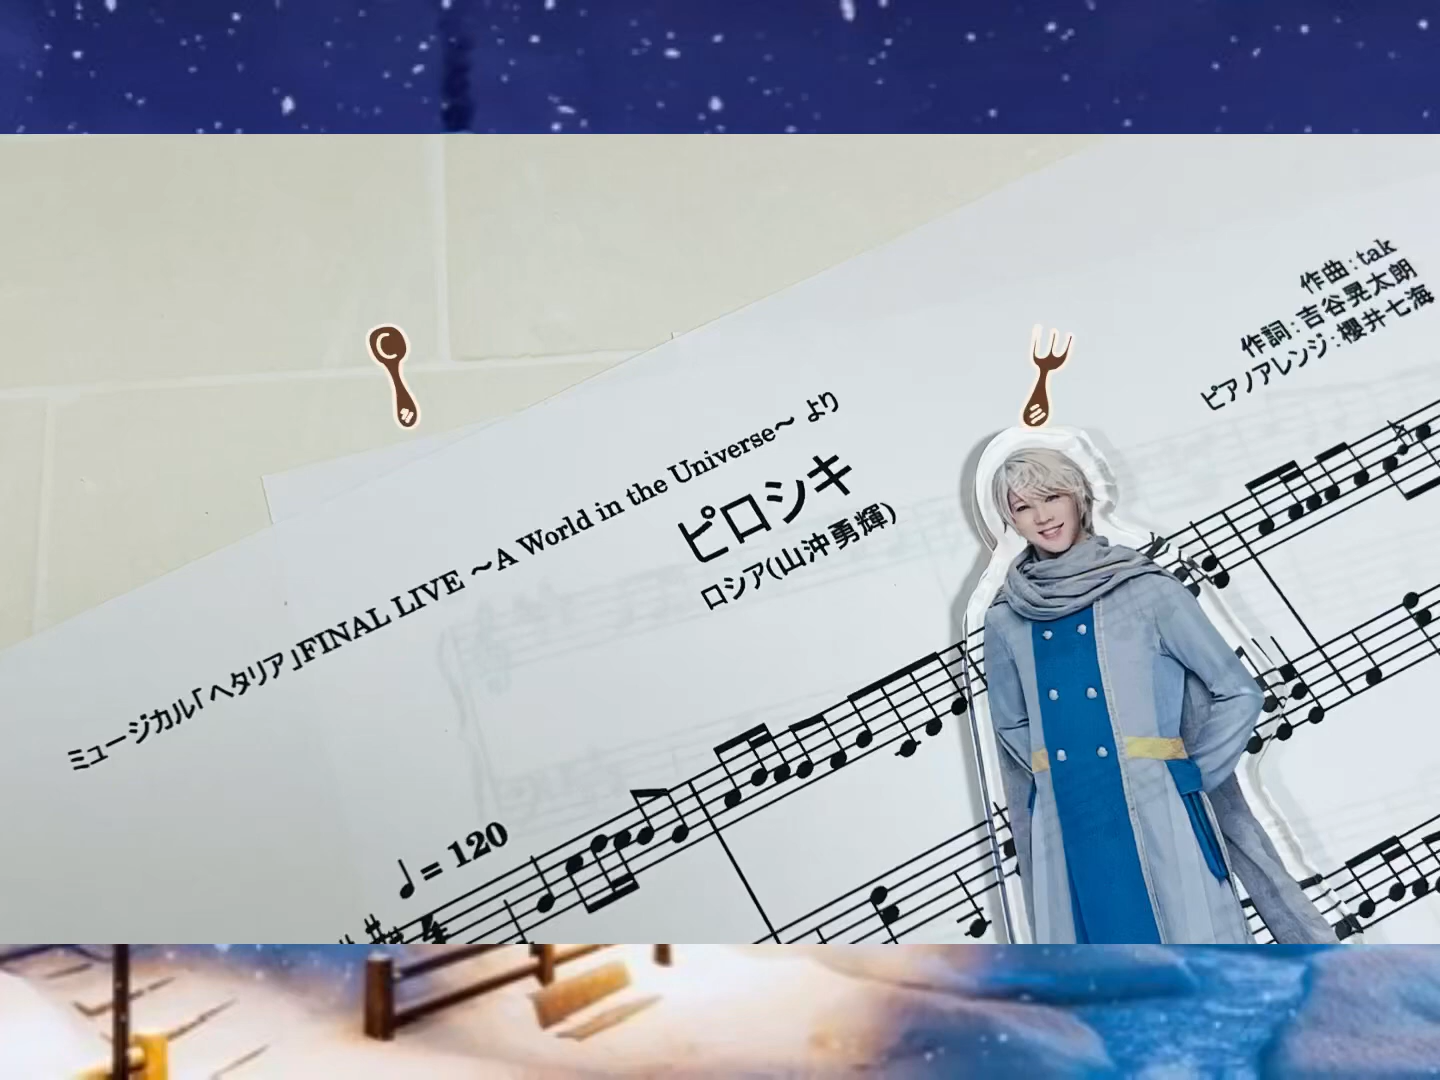 ミュージカル「ヘタリア」FINAL LIVE ～A World in the Universe～ より
ピロシキ
ロシア(山沖勇輝)
作曲:tak
作詞:吉谷晃太朗
ピアノアレンジ:櫻井七海
♩= 120